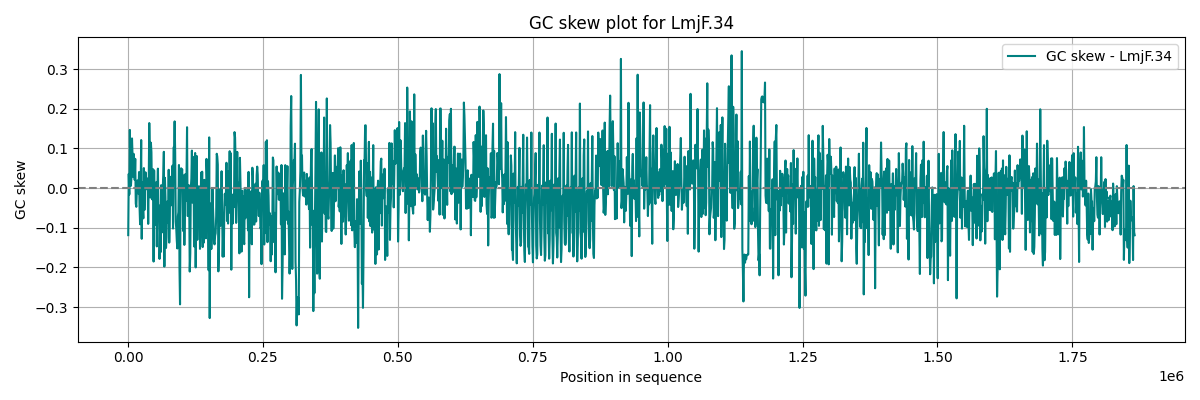 GC skew plot for LmjF.34
GC skew - LmjF.34
GC skew
0.3
0.2
0.1
0.0
−0.1
−0.2
−0.3
0.00 0.25 0.50 0.75 1.00 1.25 1.50 1.75
1e6
Position in sequence